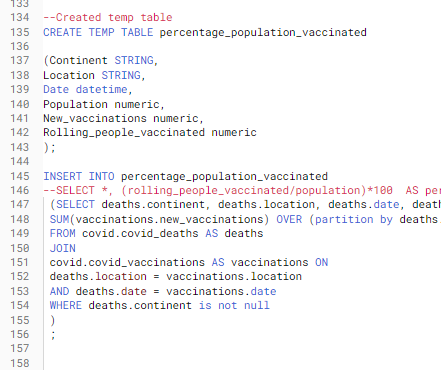 133
134 --Created temp table
135 CREATE TEMP TABLE percentage_population_vaccinated
136
137 (Continent STRING,
138 Location STRING,
139 Date datetime,
140 Population numeric,
141 New_vaccinations numeric,
142 Rolling_people_vaccinated numeric
143 );
144
145 INSERT INTO percentage_population_vaccinated
146 --SELECT *, (rolling_people_vaccinated/population)*100  AS per
147 (SELECT deaths.continent, deaths.location, deaths.date, deat
148 SUM(vaccinations.new_vaccinations) OVER (partition by deaths.
149 FROM covid.covid_deaths AS deaths
150 JOIN
151 covid.covid_vaccinations AS vaccinations ON
152 deaths.location = vaccinations.location
153 AND deaths.date = vaccinations.date
154 WHERE deaths.continent is not null
155 )
156 ;
157
158